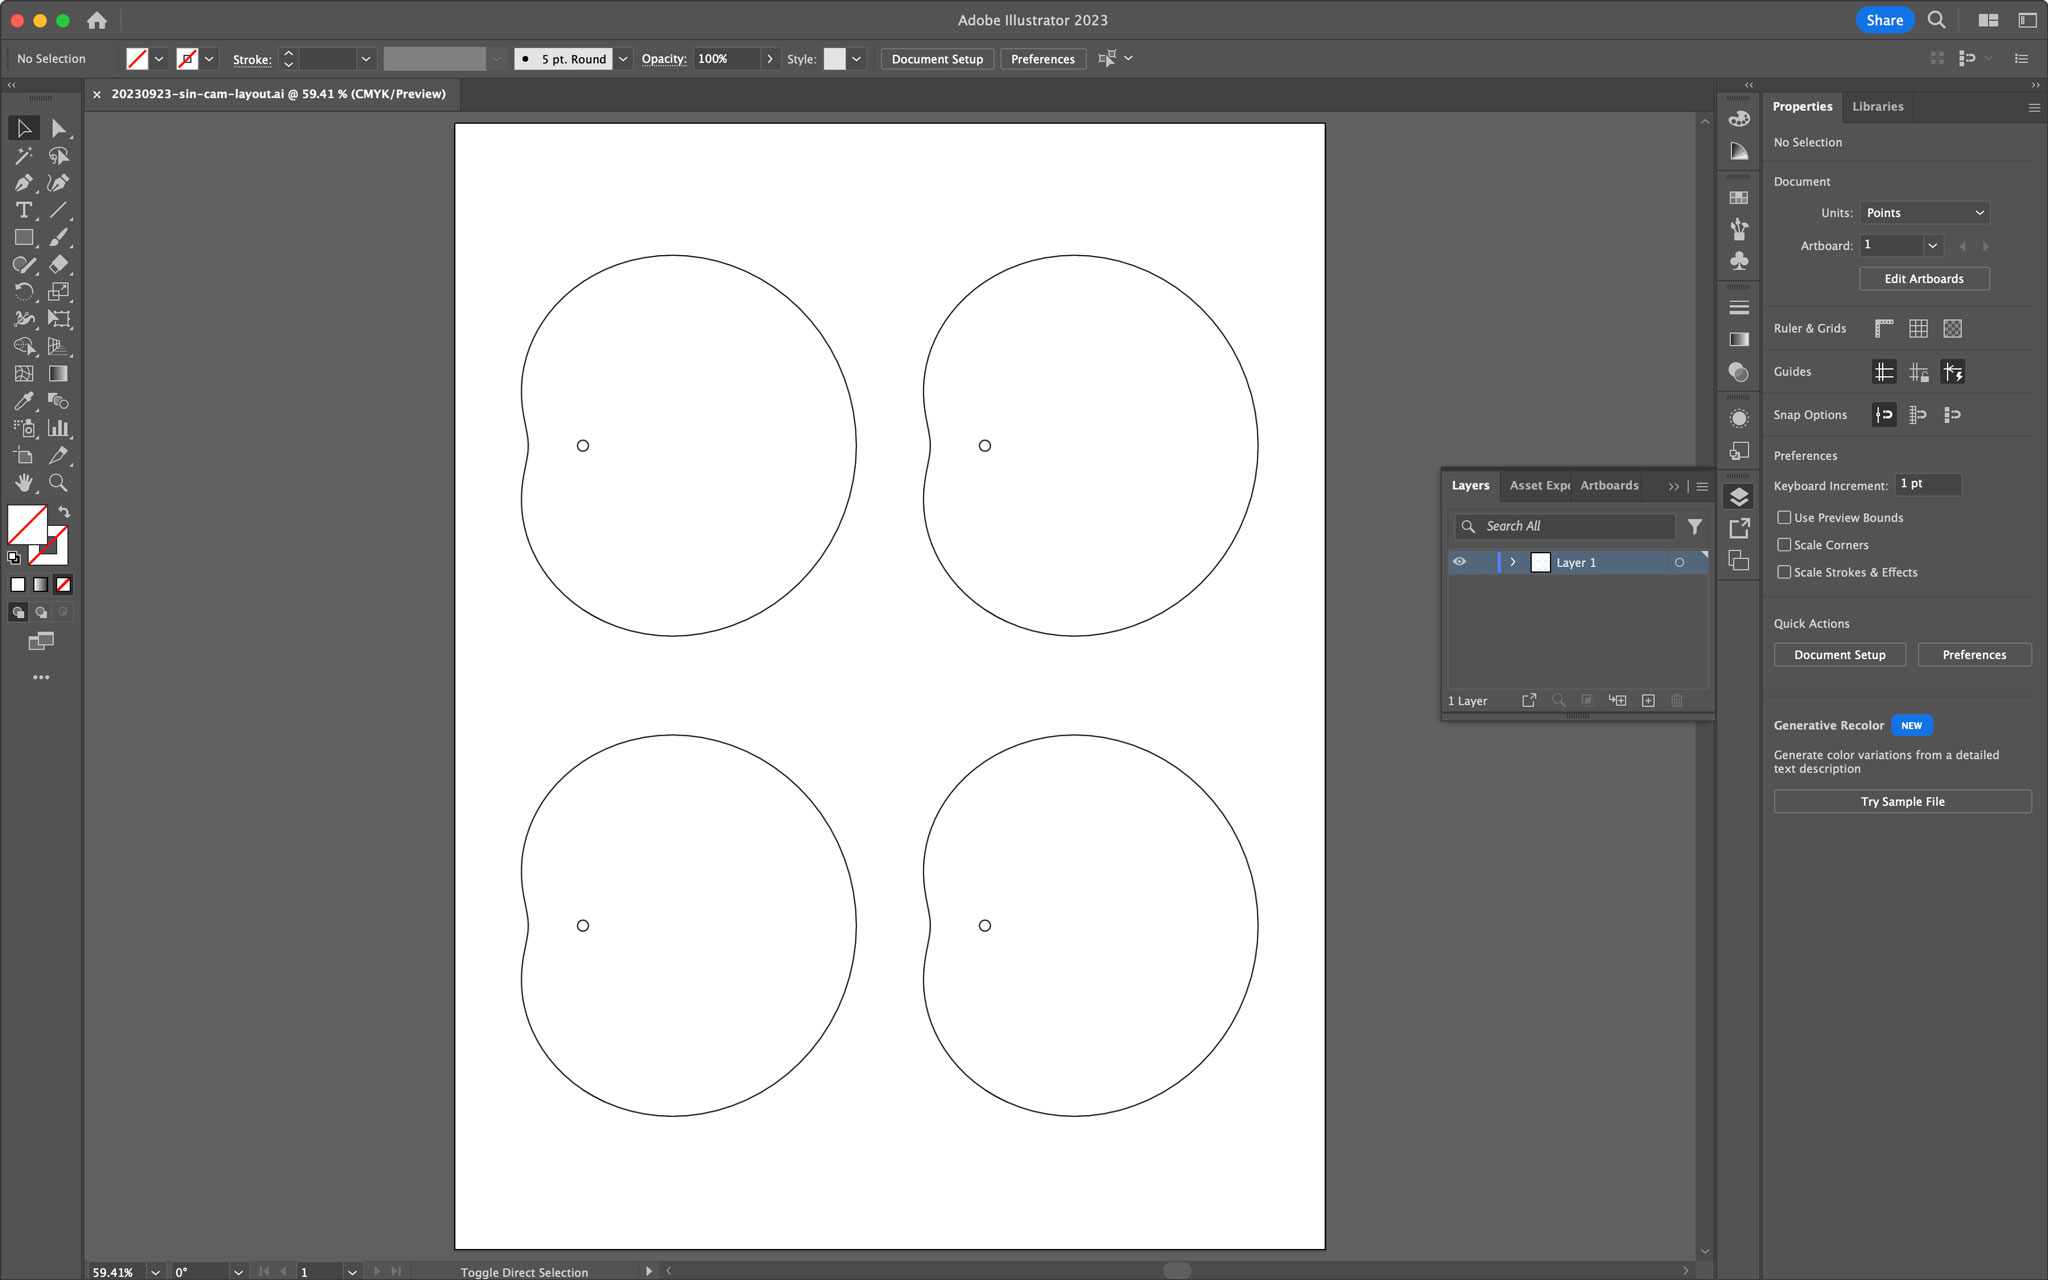 Adobe Illustrator 2023
Share
No Selection
Stroke:
5 pt. Round
Opacity: 100%
Style:
Document Setup
Preferences
20230923-sin-cam-layout.ai @ 59.41 % (CMYK/Preview)
Properties
Libraries
No Selection
Document
Units: Points
Artboard: 1
Edit Artboards
Ruler & Grids
Guides
Snap Options
Preferences
Keyboard Increment: 1 pt
Use Preview Bounds
Scale Corners
Scale Strokes & Effects
Quick Actions
Document Setup
Preferences
Generative Recolor NEW
Generate color variations from a detailed
text description
Try Sample File
Layers
Asset Expo
Artboards
Search All
Layer 1
1 Layer
59.41%
0°
1
Toggle Direct Selection